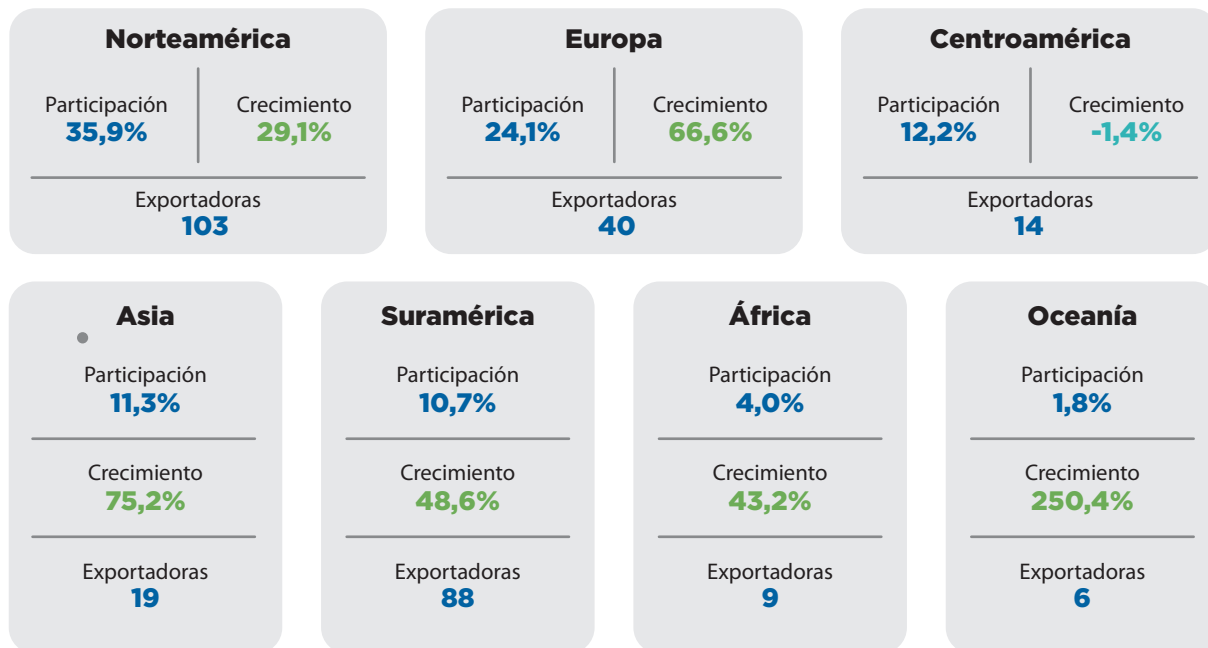 Norteamérica
Participación
35,9%
Crecimiento
29,1%
Exportadoras
103
Europa
Participación
24,1%
Crecimiento
66,6%
Exportadoras
40
Centroamérica
Participación
12,2%
Crecimiento
-1,4%
Exportadoras
14
Asia
Participación
11,3%
Crecimiento
75,2%
Exportadoras
19
Suramérica
Participación
10,7%
Crecimiento
48,6%
Exportadoras
88
África
Participación
4,0%
Crecimiento
43,2%
Exportadoras
9
Oceanía
Participación
1,8%
Crecimiento
250,4%
Exportadoras
6